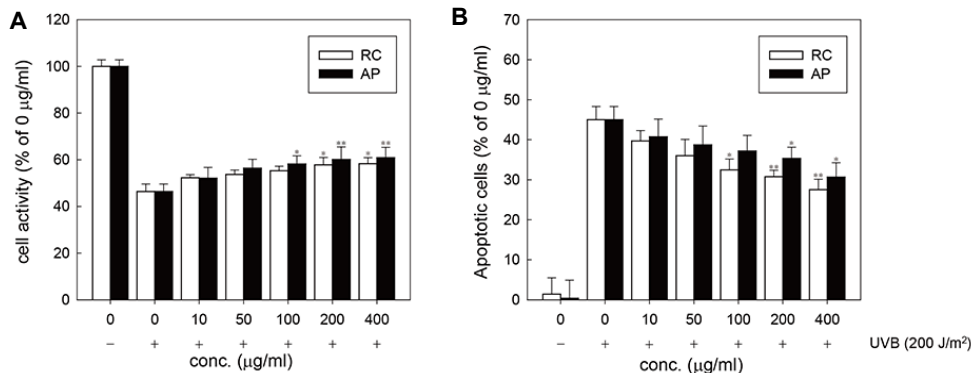 A
cell activity (% of 0 μg/ml)
120
100
80
60
40
20
0
RC
AP
* ** * ** * **
0 0 10 50 100 200 400
− + + + + + +
conc. (μg/ml)
B
Apoptotic cells (% of 0 μg/ml)
70
60
50
40
30
20
10
0
RC
AP
* ** * ** *
0 0 10 50 100 200 400
− + + + + + +
UVB (200 J/m²)
conc. (μg/ml)